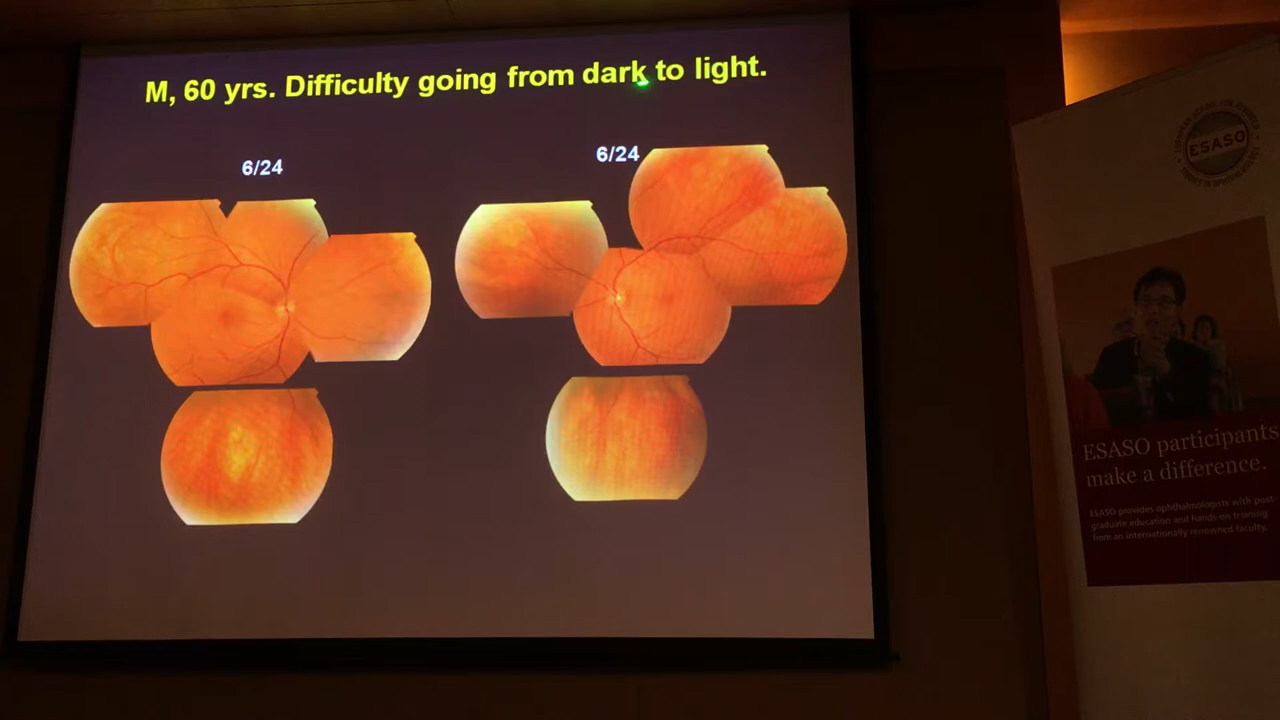 M, 60 yrs. Difficulty going from dark to light.
6/24
6/24
ESASO
ESASO participants
make a difference.
ESASO provides ophthalmologists with post-
graduate education and hands-on training
from an internationally renowned faculty.